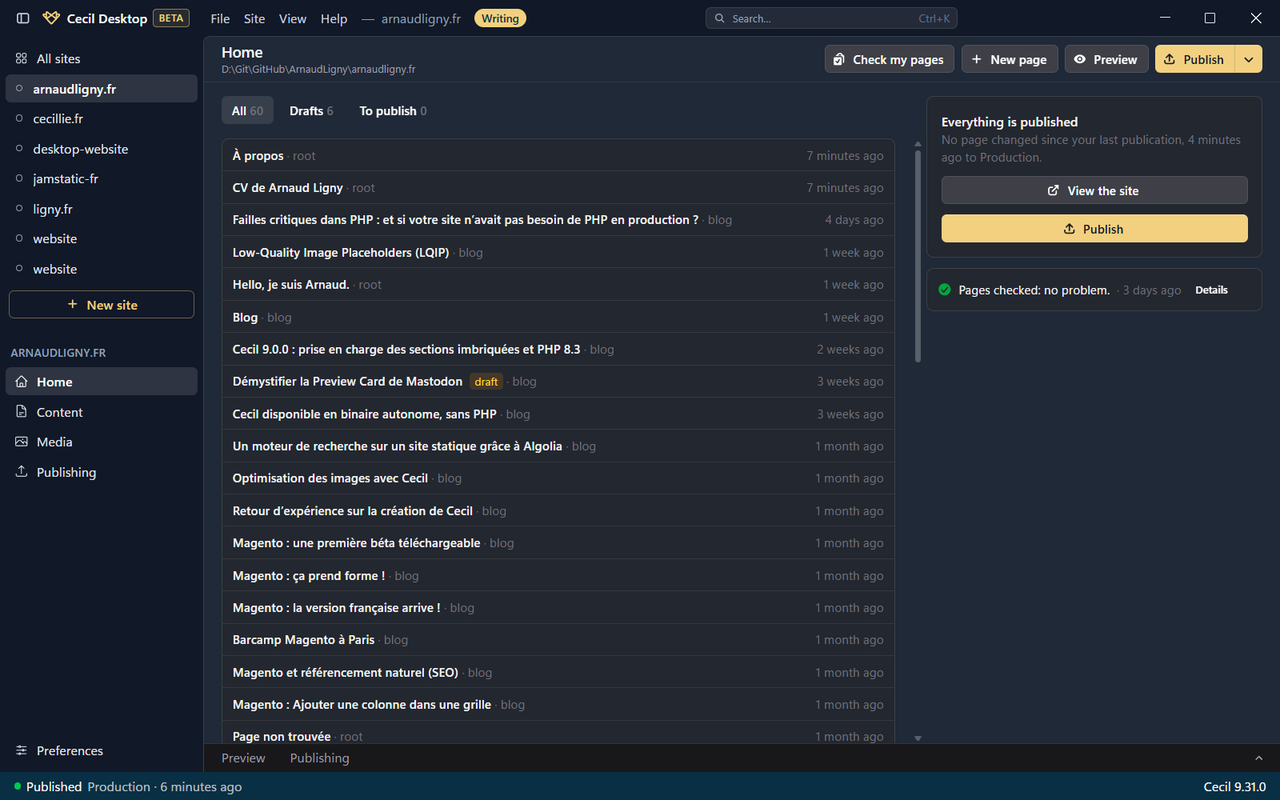 Cecil Desktop BETA File Site View Help — arnaudligny.fr Writing Search... Ctrl+K
All sites
arnaudligny.fr
cecillie.fr
desktop-website
jamstatic-fr
ligny.fr
website
website
+ New site
ARNAUDLIGNY.FR
Home
Content
Media
Publishing
Preferences
Home
D:\Git\GitHub\ArnaudLigny\arnaudligny.fr
Check my pages + New page Preview Publish
All 60 Drafts 6 To publish 0
À propos · root 7 minutes ago
CV de Arnaud Ligny · root 7 minutes ago
Failles critiques dans PHP : et si votre site n’avait pas besoin de PHP en production ? · blog 4 days ago
Low-Quality Image Placeholders (LQIP) · blog 1 week ago
Hello, je suis Arnaud. · root 1 week ago
Blog · blog 1 week ago
Cecil 9.0.0 : prise en charge des sections imbriquées et PHP 8.3 · blog 2 weeks ago
Démystifier la Preview Card de Mastodon draft · blog 3 weeks ago
Cecil disponible en binaire autonome, sans PHP · blog 3 weeks ago
Un moteur de recherche sur un site statique grâce à Algolia · blog 1 month ago
Optimisation des images avec Cecil · blog 1 month ago
Retour d’expérience sur la création de Cecil · blog 1 month ago
Magento : une première béta téléchargeable · blog 1 month ago
Magento : ça prend forme ! · blog 1 month ago
Magento : la version française arrive ! · blog 1 month ago
Barcamp Magento à Paris · blog 1 month ago
Magento et référencement naturel (SEO) · blog 1 month ago
Magento : Ajouter une colonne dans une grille · blog 1 month ago
Page non trouvée · root 1 month ago
Everything is published
No page changed since your last publication, 4 minutes
ago to Production.
View the site
Publish
Pages checked: no problem. · 3 days ago Details
Preview Publishing
Published Production · 6 minutes ago Cecil 9.31.0